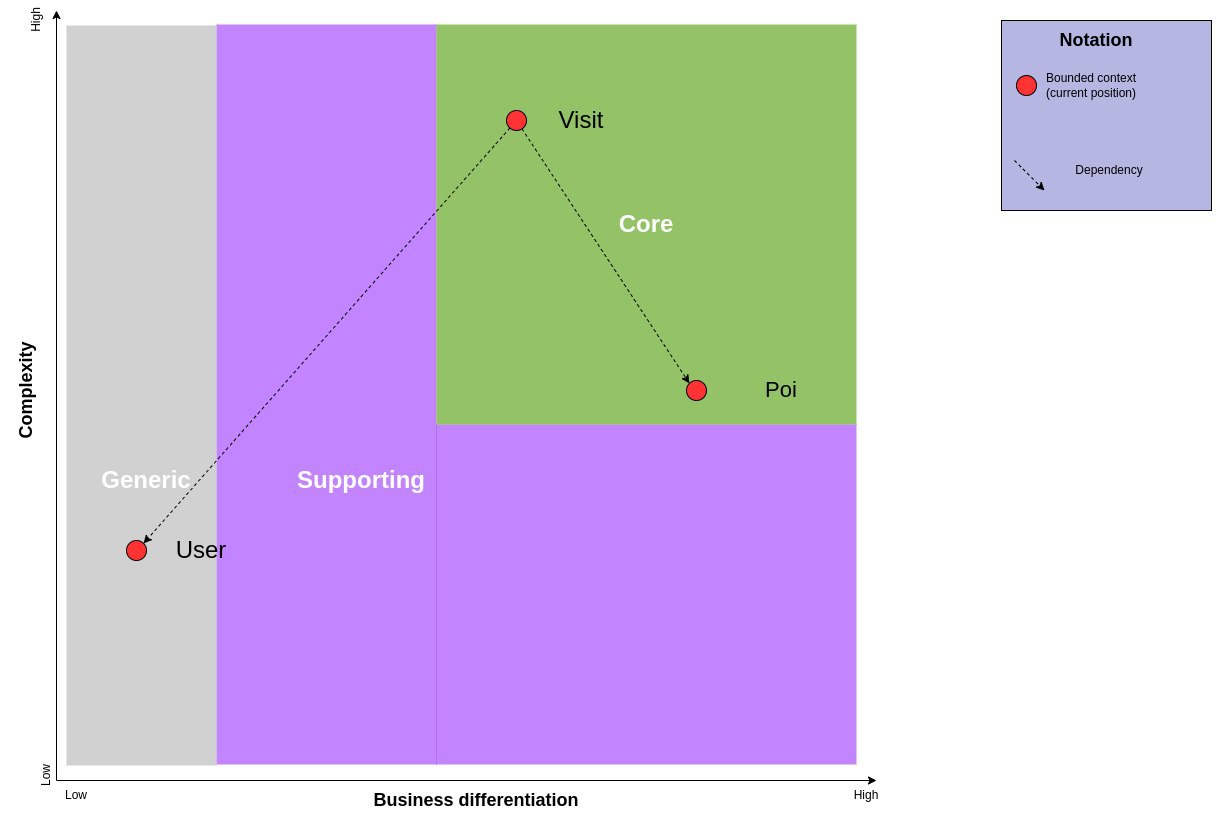 High
Notation
Bounded context
(current position)
Visit
Dependency
Core
Complexity
Poi
Generic
Supporting
User
Low
Low
Business differentiation
High